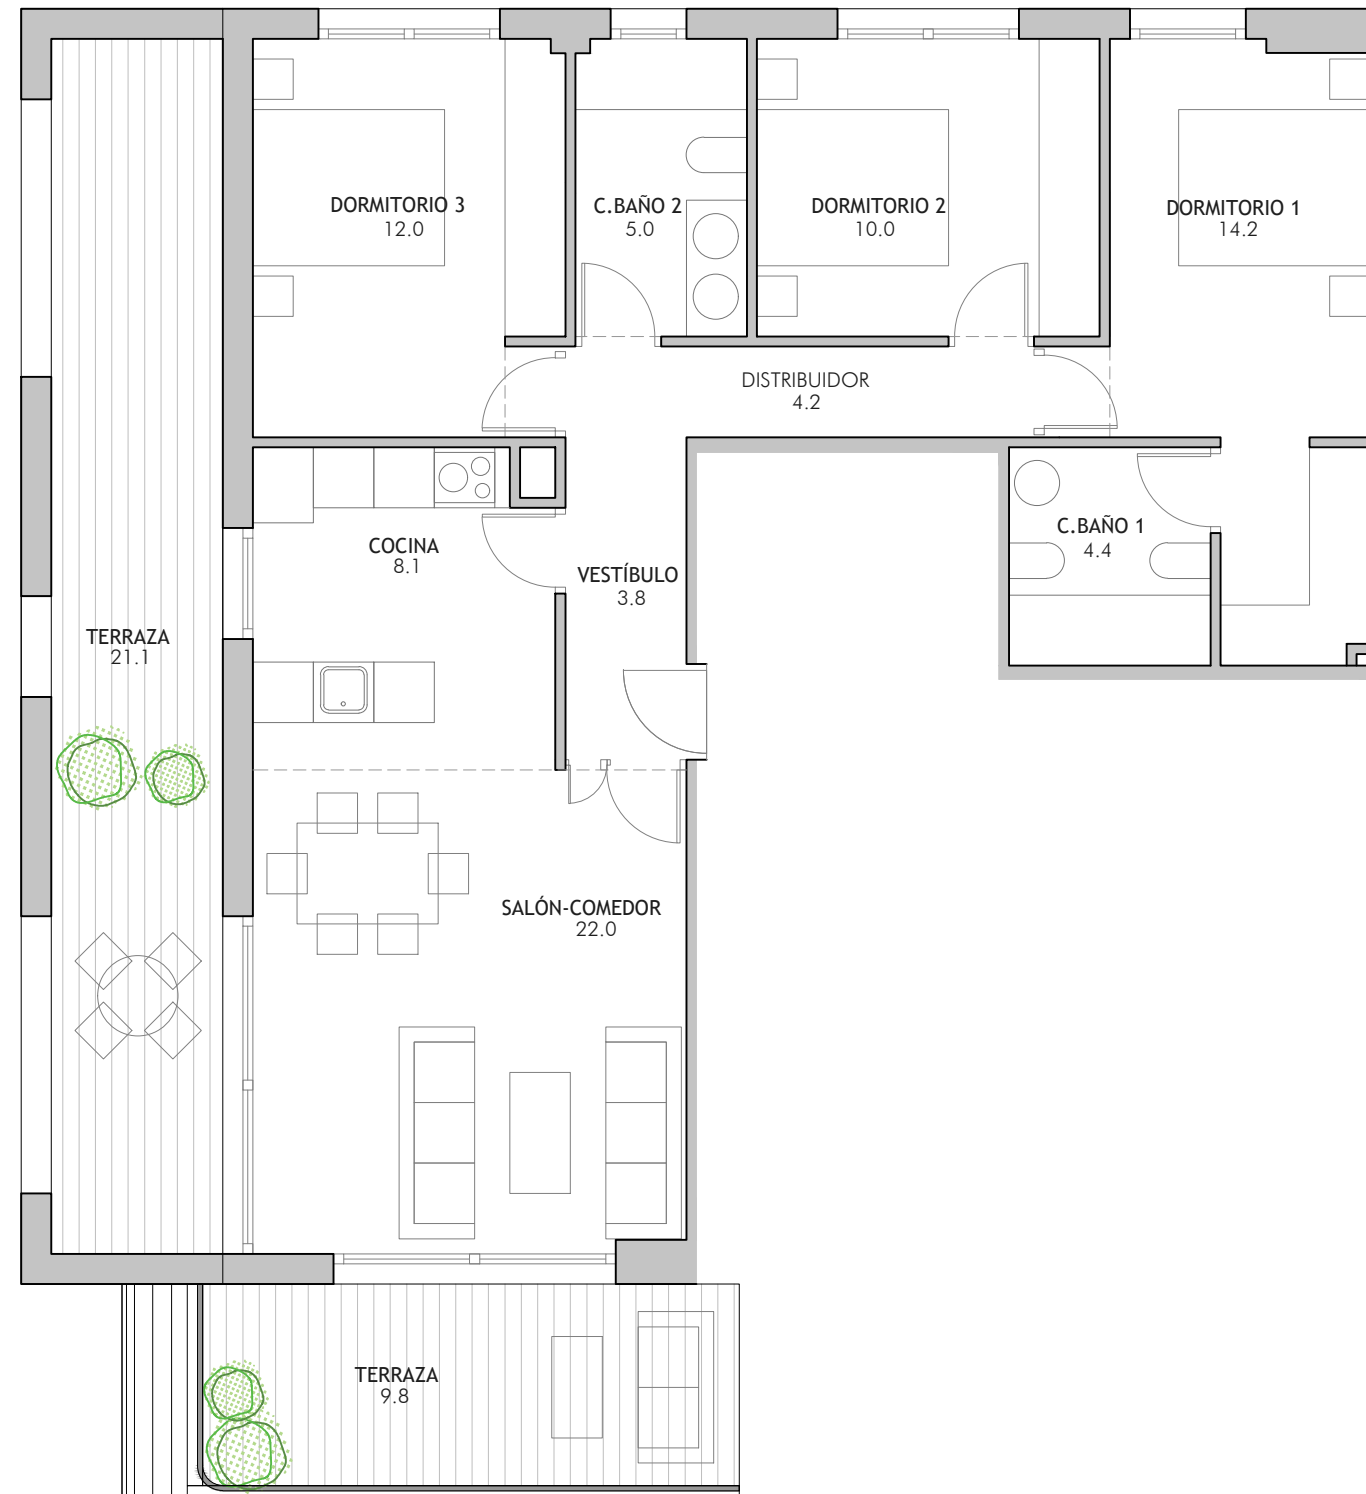 DORMITORIO 3
12.0
C.BAÑO 2
5.0
DORMITORIO 2
10.0
DORMITORIO 1
14.2
DISTRIBUIDOR
4.2
COCINA
8.1
VESTÍBULO
3.8
C.BAÑO 1
4.4
TERRAZA
21.1
SALÓN-COMEDOR
22.0
TERRAZA
9.8